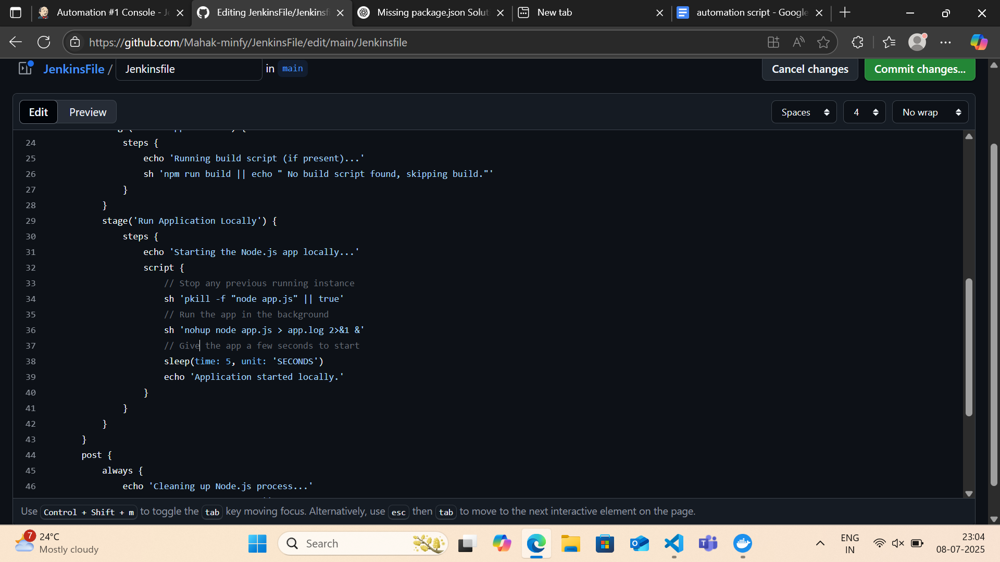 Automation #1 Console - Je
Editing JenkinsFile/Jenkinsfi
Missing package.json Soluti
New tab
automation script - Google
https://github.com/Mahak-minfy/JenkinsFile/edit/main/Jenkinsfile
JenkinsFile / Jenkinsfile in main
Cancel changes
Commit changes...
Edit
Preview
Spaces
4
No wrap
24 steps {
25 echo 'Running build script (if present)...'
26 sh 'npm run build || echo " No build script found, skipping build."'
27 }
28 }
29 stage('Run Application Locally') {
30 steps {
31 echo 'Starting the Node.js app locally...'
32 script {
33 // Stop any previous running instance
34 sh 'pkill -f "node app.js" || true'
35 // Run the app in the background
36 sh 'nohup node app.js > app.log 2>&1 &'
37 // Give the app a few seconds to start
38 sleep(time: 5, unit: 'SECONDS')
39 echo 'Application started locally.'
40 }
41 }
42 }
43 }
44 post {
45 always {
46 echo 'Cleaning up Node.js process...'
Use Control + Shift + m to toggle the tab key moving focus. Alternatively, use esc then tab to move to the next interactive element on the page.
7
24°C
Mostly cloudy
Search
ENG
IN
23:04
08-07-2025